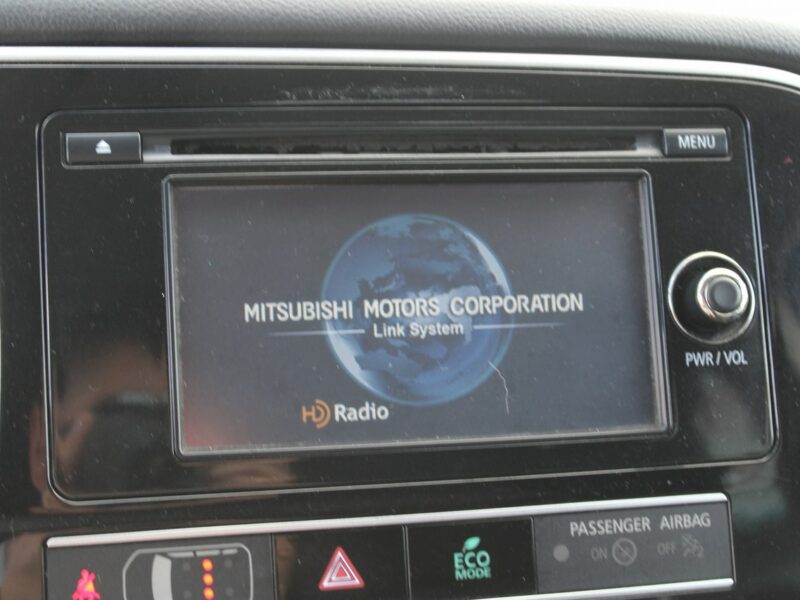 MENU
MITSUBISHI MOTORS CORPORATION
Link System
PWR / VOL
HD Radio
PASSENGER AIRBAG
ON OFF
ECO
MODE